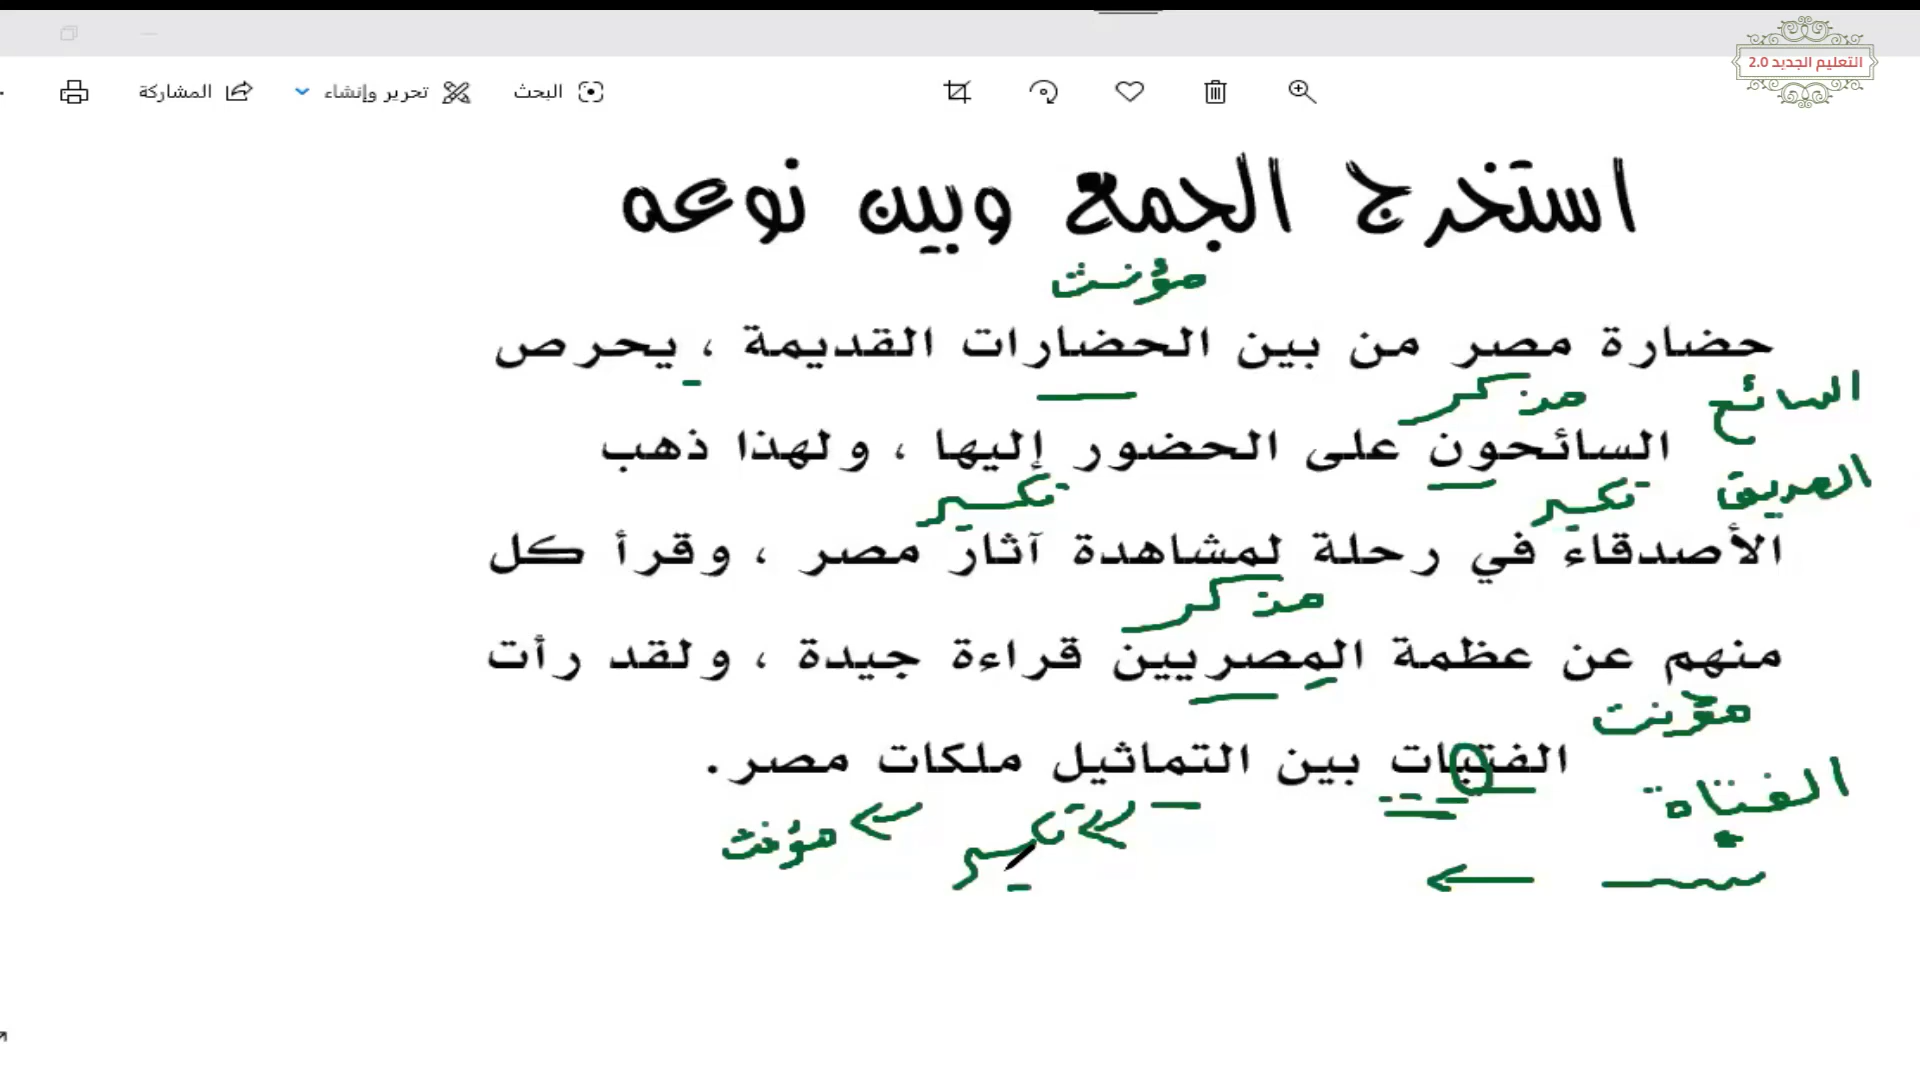 التعليم الجديد 2.0
البحث
تحرير وإنشاء
المشاركة
استخرج الجمع وبين نوعه
مؤنث
حضارة مصر من بين الحضارات القديمة ، يحرص
السائح
مذكر
السائحون على الحضور إليها ، ولهذا ذهب
الصديق
تكسير
تكسير
الأصدقاء في رحلة لمشاهدة آثار مصر ، وقرأ كل
مذكر
منهم عن عظمة المصريين قراءة جيدة ، ولقد رأت
مؤنث
الفتيات بين التماثيل ملكات مصر .
الفتاة
تكسير
مؤنث